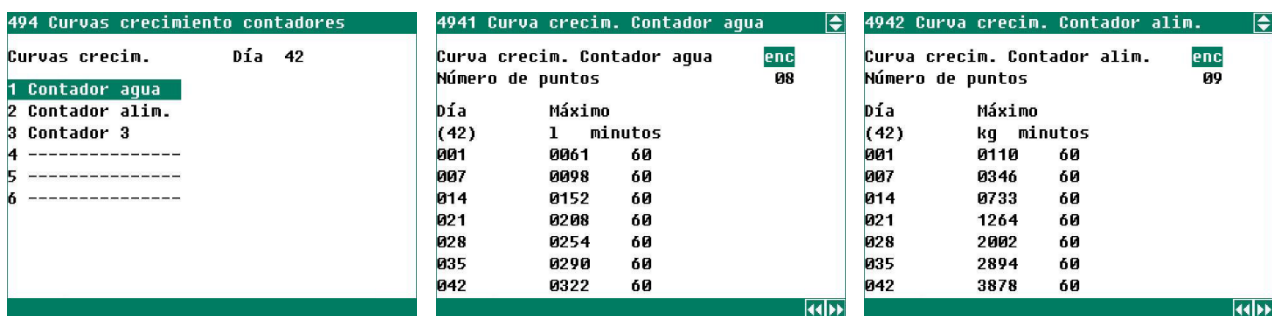 494 Curvas crecimiento contadores
Curvas crecim. Día 42
1 Contador agua
2 Contador alim.
3 Contador 3
4 ---------------
5 ---------------
6 ---------------
4941 Curva crecim. Contador agua
Curva crecim. Contador agua enc
Número de puntos 08
Día Máximo
(42) l minutos
001 0061 60
007 0098 60
014 0152 60
021 0208 60
028 0254 60
035 0290 60
042 0322 60
4942 Curva crecim. Contador alim.
Curva crecim. Contador alim. enc
Número de puntos 09
Día Máximo
(42) kg minutos
001 0110 60
007 0346 60
014 0733 60
021 1264 60
028 2002 60
035 2894 60
042 3878 60